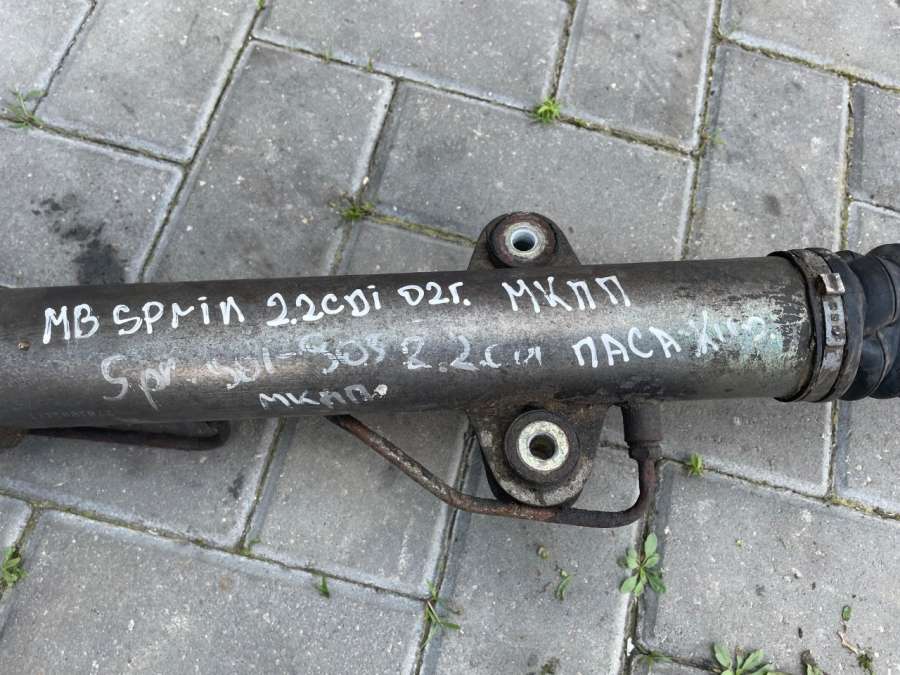 MB SPrin 2.2CDi 02г. МКПП
Spr. 901-905 2.2CDI ПАСАЖИР.
МКПП.